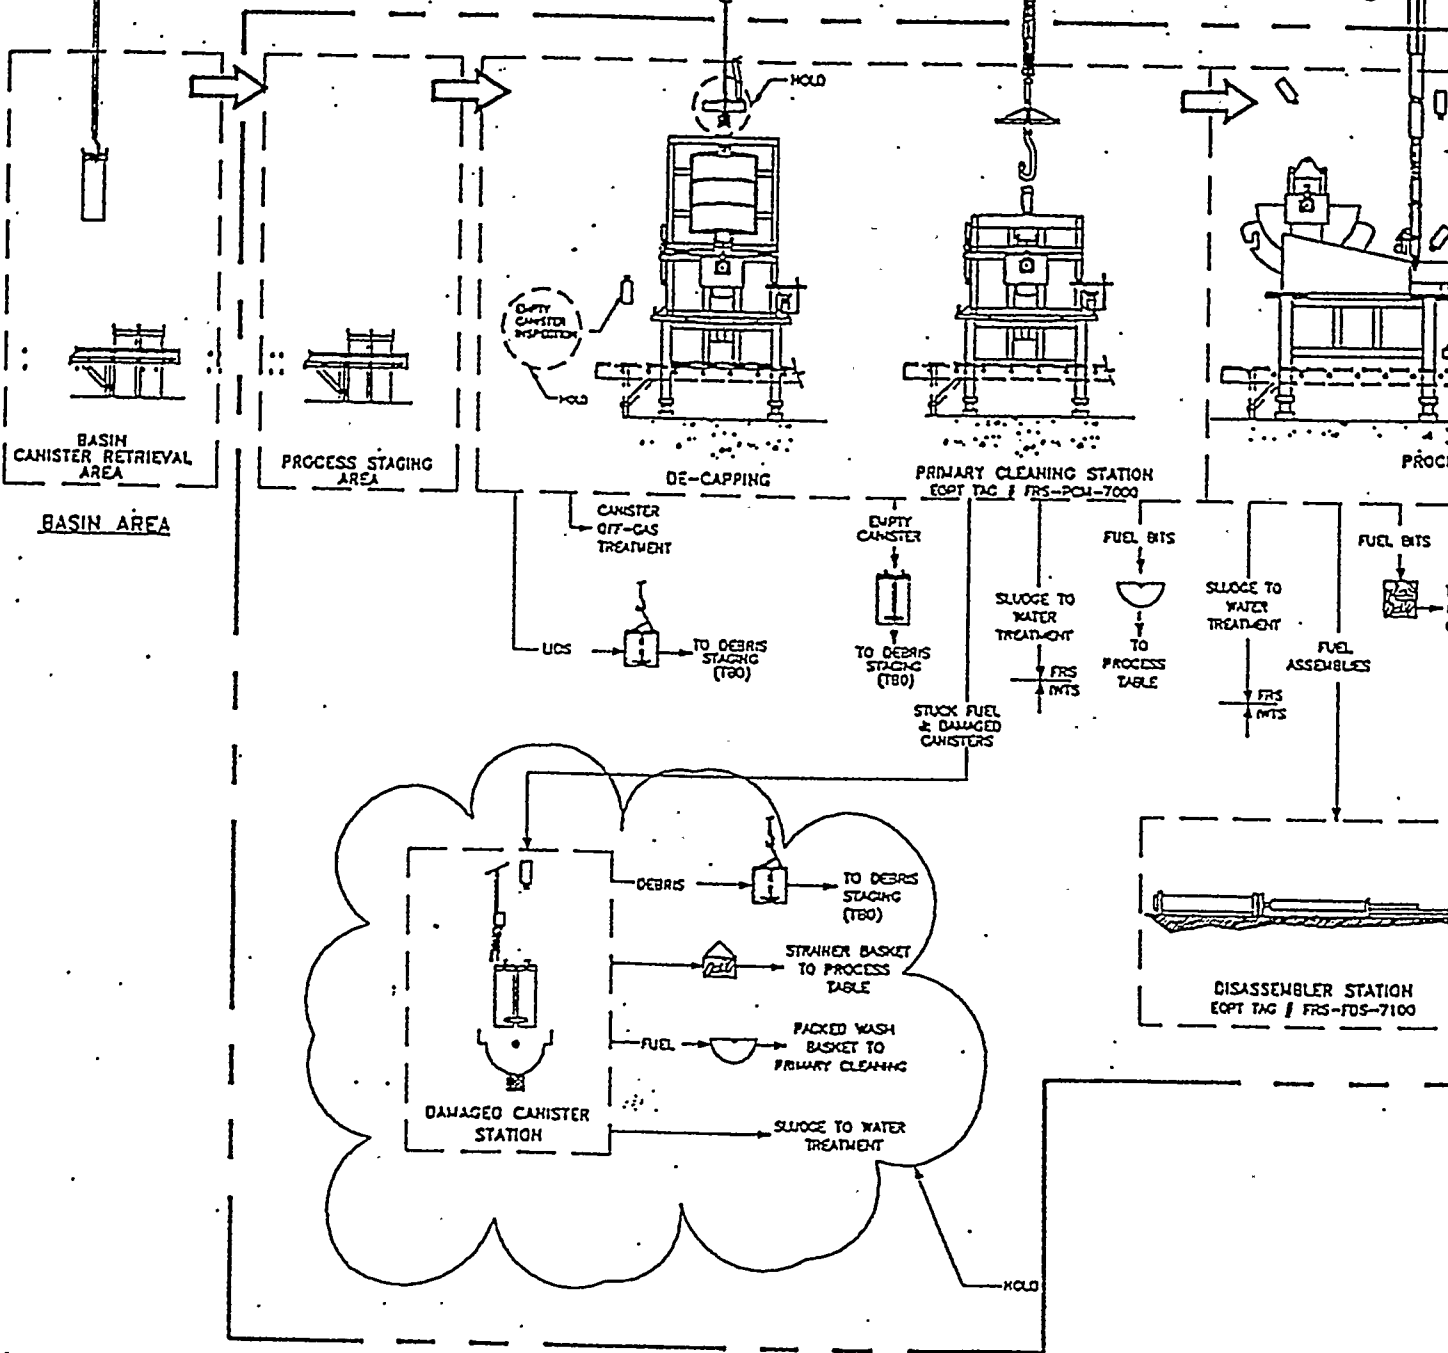 HOLD
EMPTY
CANISTER
INSPECTION
HOLD
BASIN
CANISTER RETRIEVAL
AREA
PROCESS STAGING
AREA
DE-CAPPING
PRIMARY CLEANING STATION
EQPT TAG # FRS-PCM-7000
BASIN AREA
CANISTER
OFF-GAS
TREATMENT
EMPTY
CANISTER
FUEL BITS
FUEL BITS
LIDS
TO DEBRIS
STAGING
(TBD)
TO DEBRIS
STAGING
(TBD)
SLUDGE TO
WATER
TREATMENT
FRS
IWTS
TO
PROCESS
TABLE
SLUDGE TO
WATER
TREATMENT
FRS
IWTS
FUEL
ASSEMBLIES
STUCK FUEL
& DAMAGED
CANISTERS
DEBRIS
TO DEBRIS
STAGING
(TBD)
STRAINER BASKET
TO PROCESS
TABLE
FUEL
PACKED WASH
BASKET TO
PRIMARY CLEANING
SLUDGE TO WATER
TREATMENT
DAMAGED CANISTER
STATION
DISASSEMBLER STATION
EQPT TAG # FRS-FDS-7100
HOLD